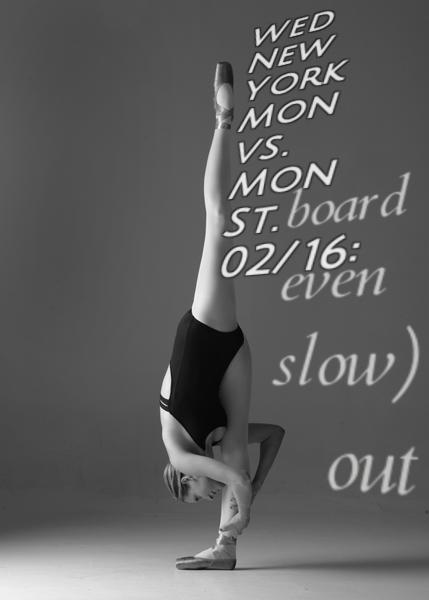 WED
NEW
YORK
MON
VS.
MON
ST.
02/16:
board
even
slow)
out